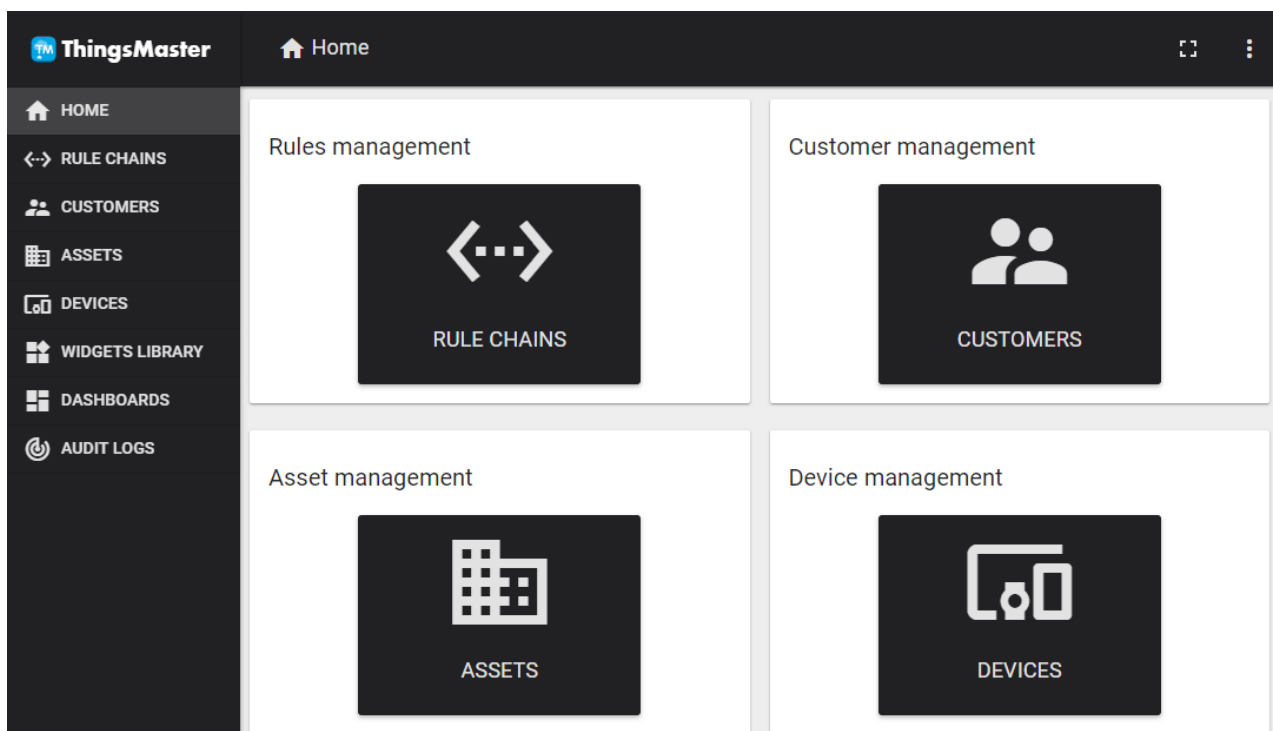 TM ThingsMaster
Home
HOME
RULE CHAINS
CUSTOMERS
ASSETS
DEVICES
WIDGETS LIBRARY
DASHBOARDS
AUDIT LOGS
Rules management
RULE CHAINS
Customer management
CUSTOMERS
Asset management
ASSETS
Device management
DEVICES